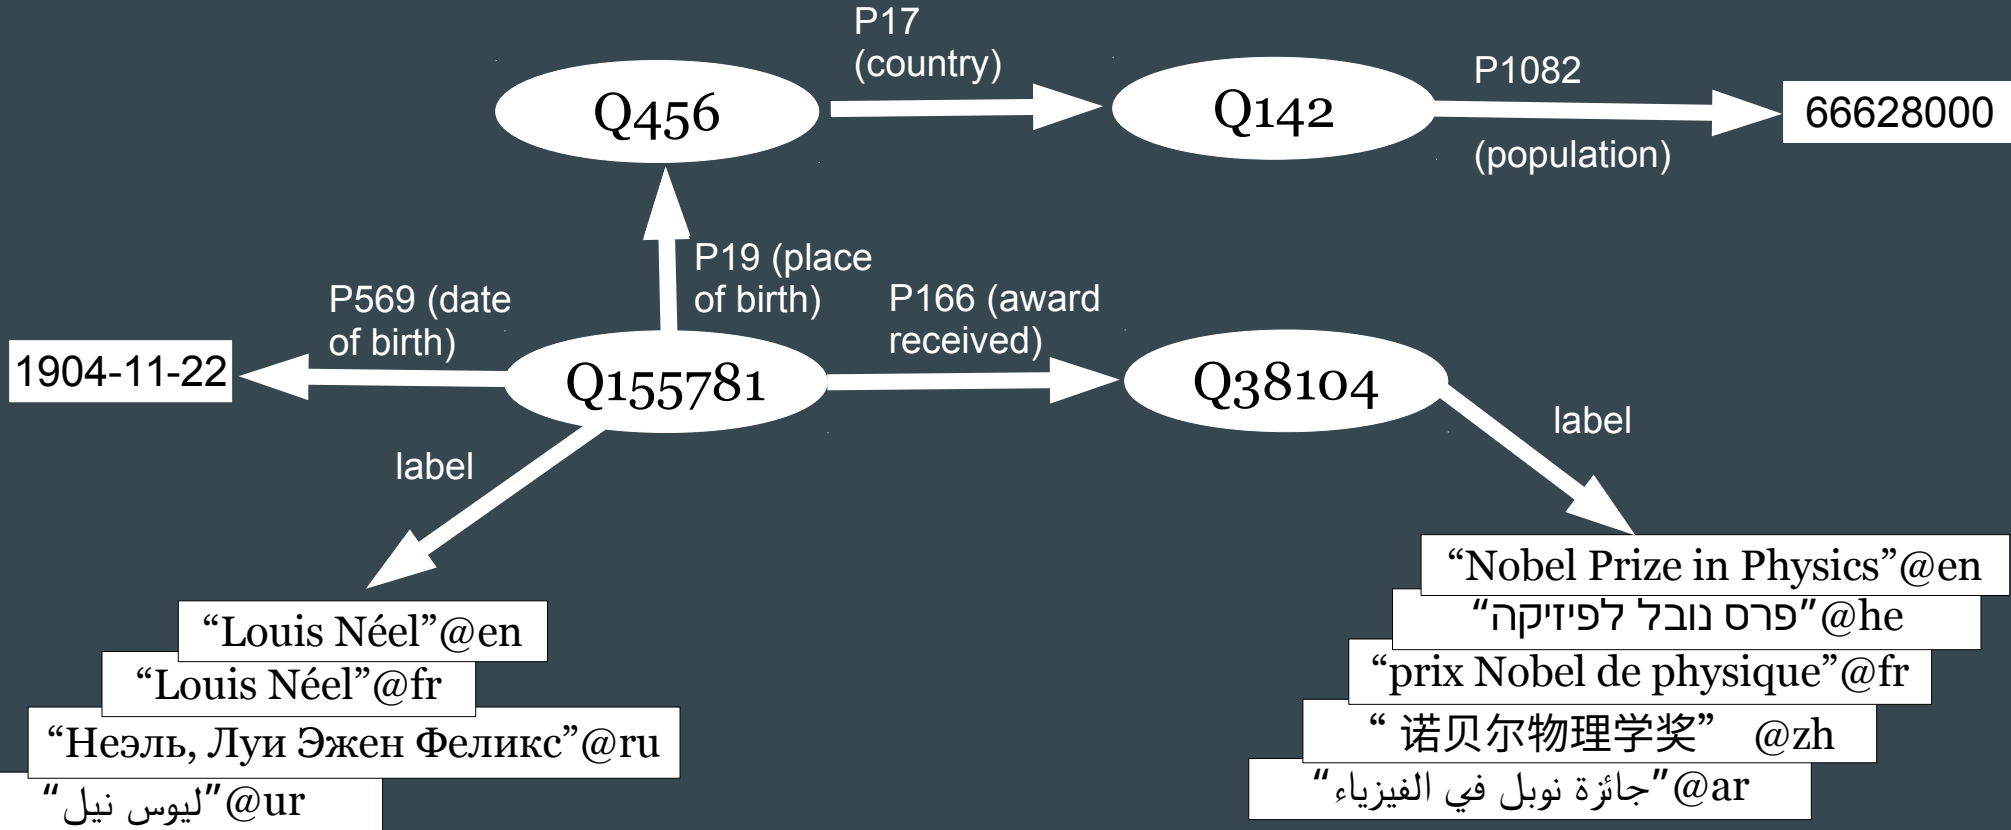 P17
(country)
Q456
Q142
P1082
(population)
66628000
P19 (place
of birth)
P569 (date
of birth)
P166 (award
received)
1904-11-22
Q155781
Q38104
label
label
“Louis Néel”@en
“Louis Néel”@fr
“Неэль, Луи Эжен Феликс”@ru
“ليوس نيل”@ur
“Nobel Prize in Physics”@en
“פרס נובל לפיזיקה”@he
“prix Nobel de physique”@fr
“ 诺贝尔物理学奖” @zh
“جائزة نوبل في الفيزياء”@ar